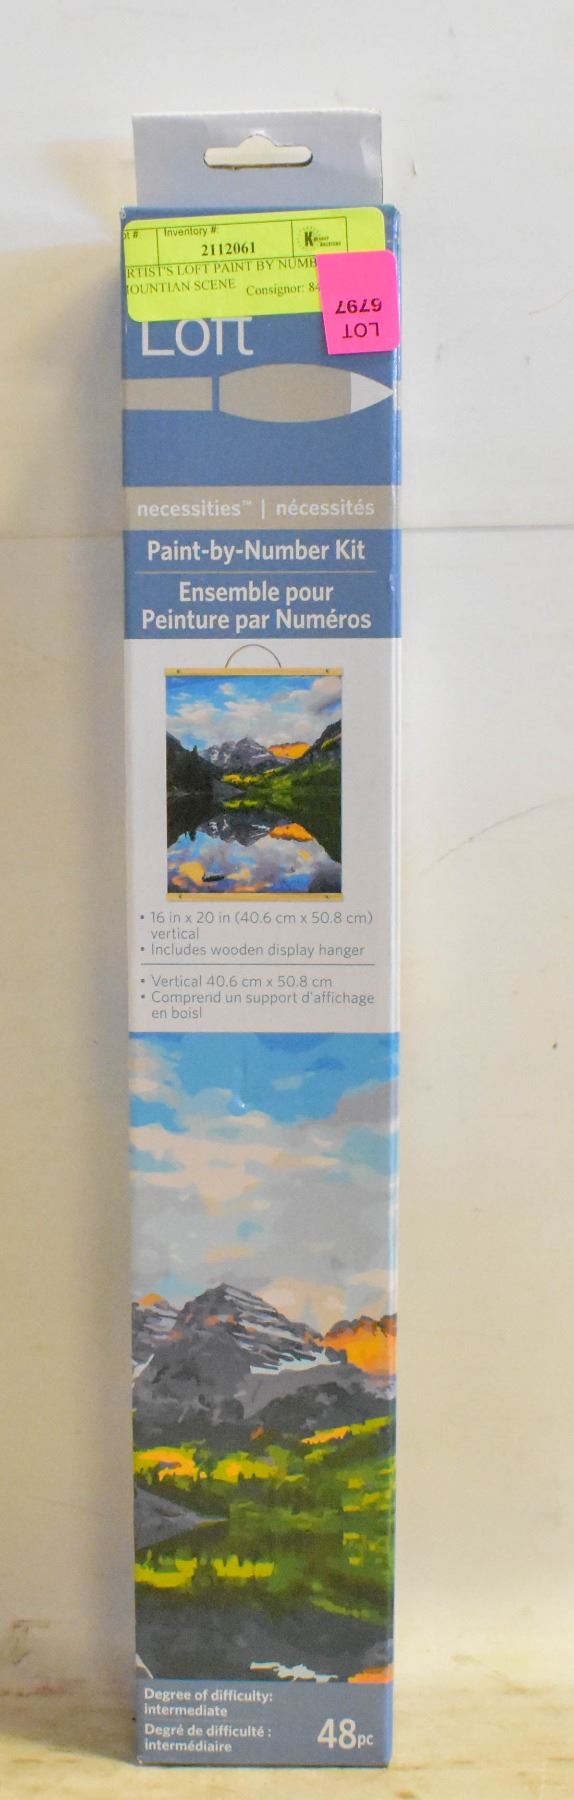 Inventory #:
2112061
RTIST'S LOFT PAINT BY NUMB
OUNTIAN SCENE Consignor: 84
LOT
6797
Loft
necessities™ | nécessités
Paint-by-Number Kit
Ensemble pour
Peinture par Numéros
• 16 in x 20 in (40.6 cm x 50.8 cm)
vertical
• Includes wooden display hanger
• Vertical 40.6 cm x 50.8 cm
• Comprend un support d'affichage
en boisl
Degree of difficulty:
intermediate
Degré de difficulté :
intermédiaire
48pc